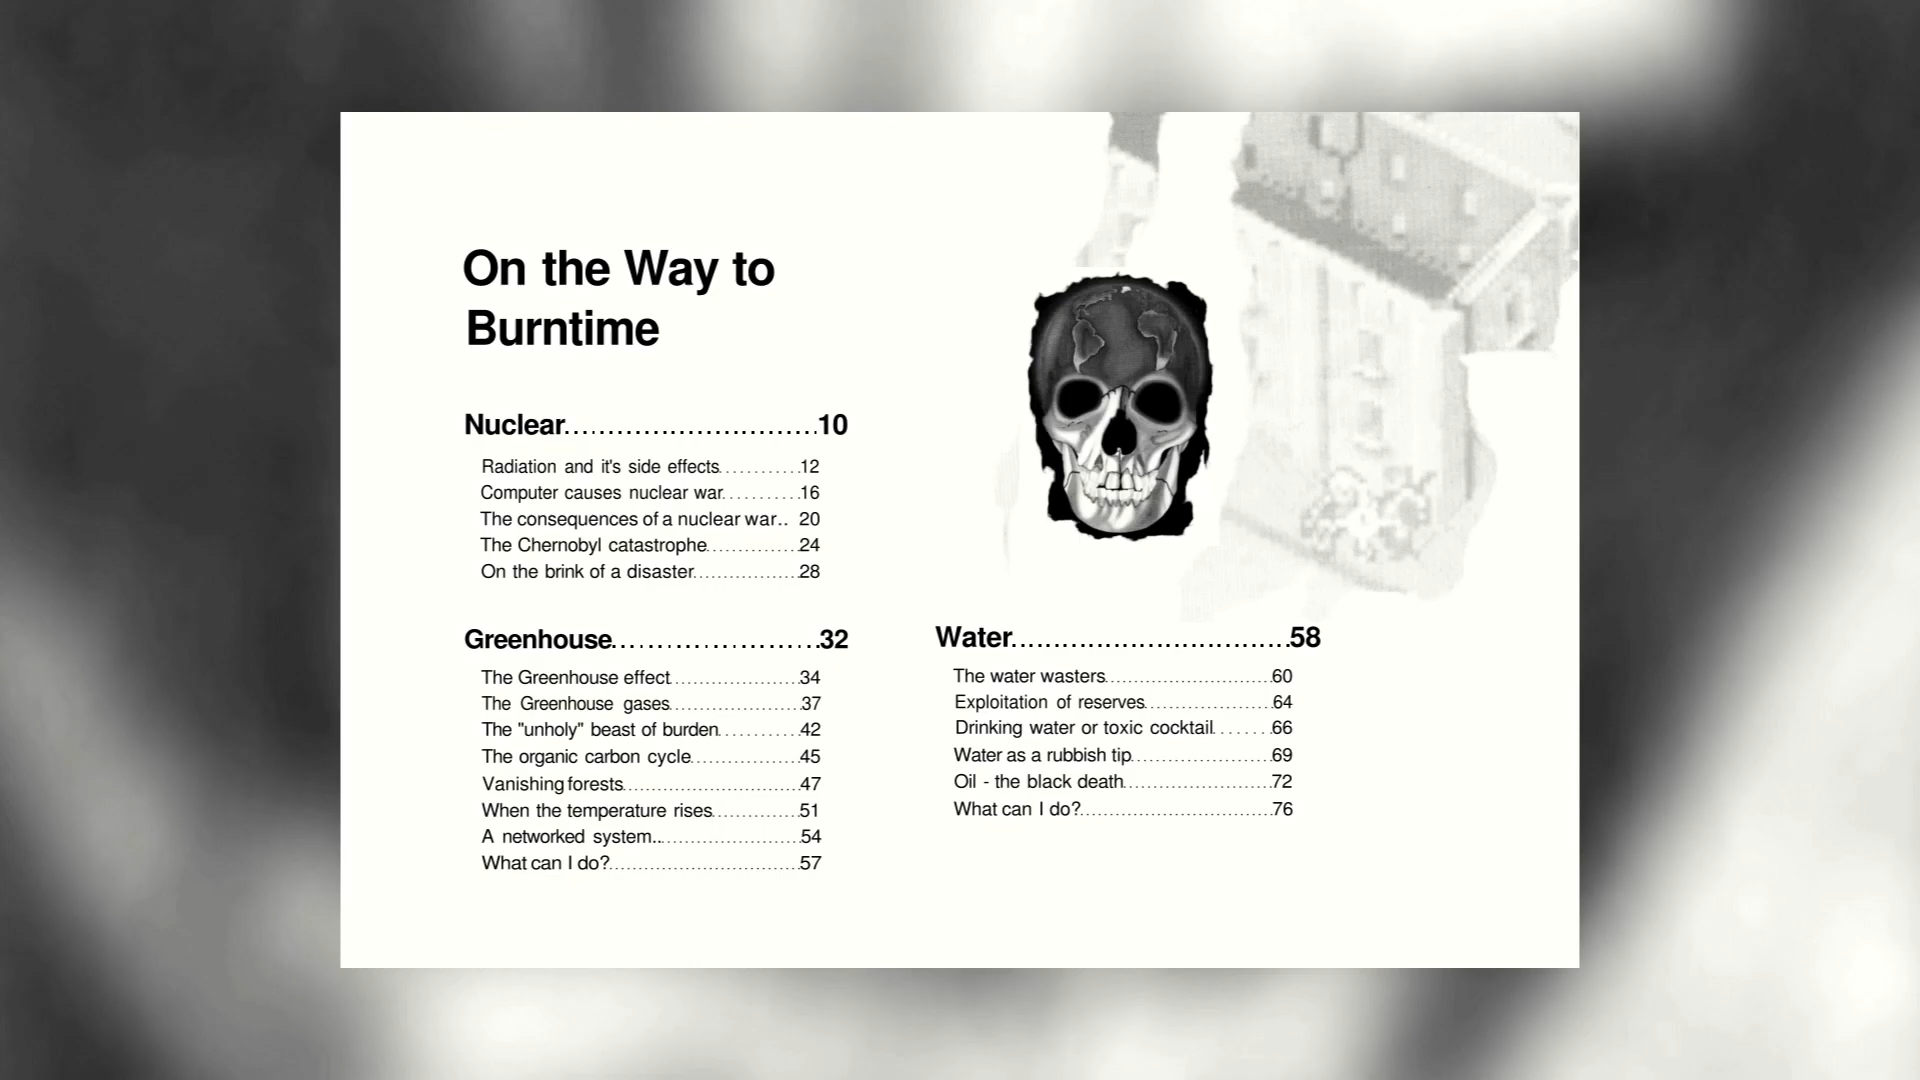 On the Way to
Burntime
Nuclear............................10
Radiation and it's side effects............12
Computer causes nuclear war...........16
The consequences of a nuclear war.. 20
The Chernobyl catastrophe..............24
On the brink of a disaster.................28
Greenhouse.......................32
The Greenhouse effect.....................34
The Greenhouse gases.....................37
The "unholy" beast of burden............42
The organic carbon cycle..................45
Vanishing forests.............................47
When the temperature rises..............51
A networked system.........................54
What can I do?................................57
Water...............................58
The water wasters............................60
Exploitation of reserves.....................64
Drinking water or toxic cocktail.......66
Water as a rubbish tip.......................69
Oil - the black death.........................72
What can I do?................................76